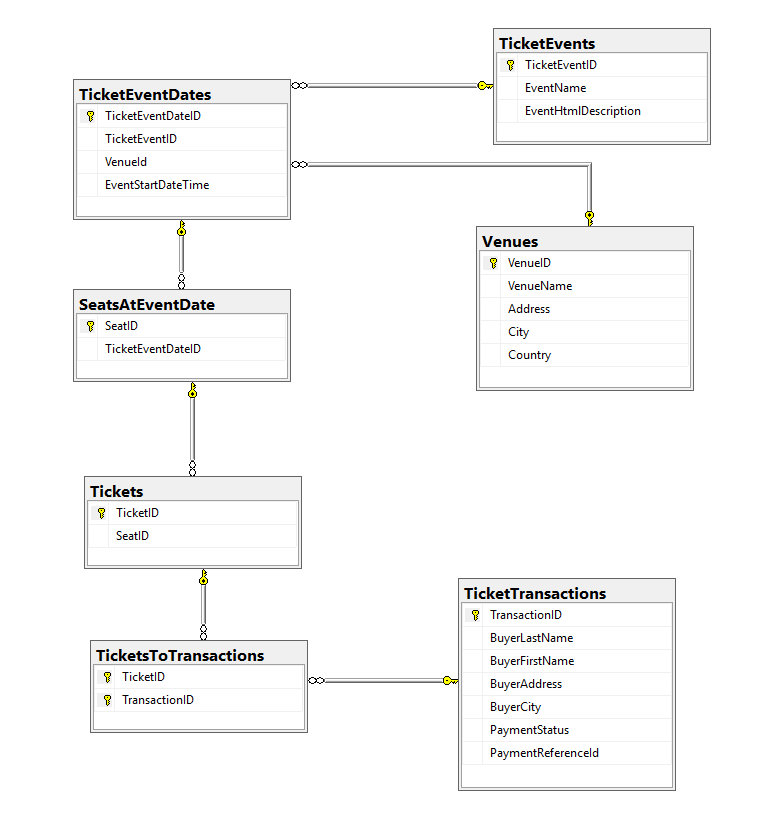 TicketEvents
TicketEventID
EventName
EventHtmlDescription
TicketEventDates
TicketEventDateID
TicketEventID
VenueId
EventStartDateTime
Venues
VenueID
VenueName
Address
City
Country
SeatsAtEventDate
SeatID
TicketEventDateID
Tickets
TicketID
SeatID
TicketTransactions
TransactionID
BuyerLastName
BuyerFirstName
BuyerAddress
BuyerCity
PaymentStatus
PaymentReferenceId
TicketsToTransactions
TicketID
TransactionID